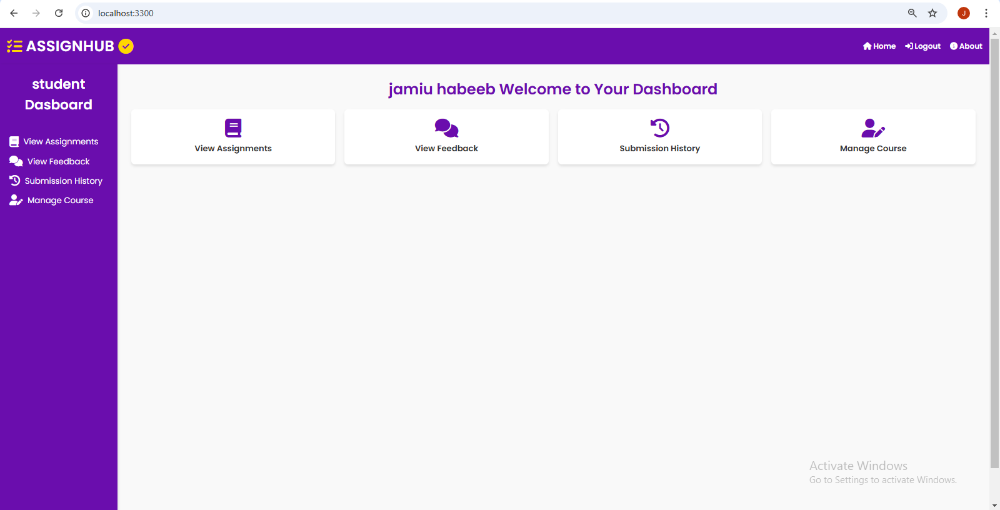 localhost:3300
J
ASSIGNHUB
Home Logout About
student
Dasboard
View Assignments
View Feedback
Submission History
Manage Course
jamiu habeeb Welcome to Your Dashboard
View Assignments
View Feedback
Submission History
Manage Course
Activate Windows
Go to Settings to activate Windows.